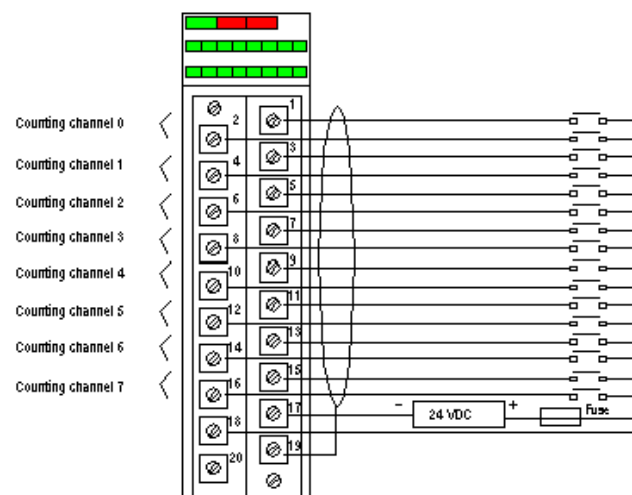 1
Counting channel 0
2
3
Counting channel 1
4
5
Counting channel 2
6
7
Counting channel 3
8
9
Counting channel 4
10
11
Counting channel 5
12
13
Counting channel 6
14
15
Counting channel 7
16
17
− 24 VDC + Fuse
18
19
20